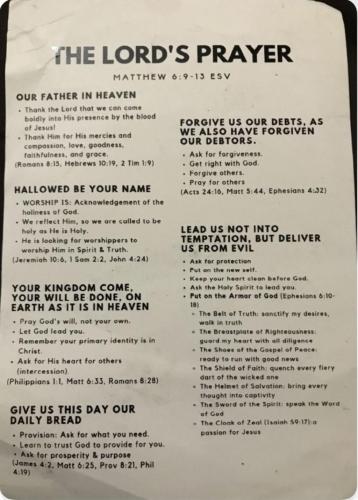 THE LORD'S PRAYER
MATTHEW 6:9-13 ESV
OUR FATHER IN HEAVEN
• Thank the Lord that we can come
boldly into His presence by the blood
of Jesus!
• Thank Him for His mercies and
compassion, love, goodness,
faithfulness, and grace.
(Romans 8:15, Hebrews 10:19, 2 Tim 1:9)
HALLOWED BE YOUR NAME
• WORSHIP IS: Acknowledgement of the
holiness of God.
• We reflect Him, so we are called to be
holy as He is Holy.
• He is looking for worshippers to
worship Him in Spirit & Truth.
(Jeremiah 10:6, 1 Sam 2:2, John 4:24)
YOUR KINGDOM COME,
YOUR WILL BE DONE, ON
EARTH AS IT IS IN HEAVEN
• Pray God's will, not your own.
• Let God lead you.
• Remember your primary identity is in
Christ.
• Ask for His heart for others
(intercession).
(Philippians 1:1, Matt 6:33, Romans 8:28)
GIVE US THIS DAY OUR
DAILY BREAD
• Provision: Ask for what you need.
• Learn to trust God to provide for you.
• Ask for prosperity & purpose
(James 4:2, Matt 6:25, Prov 8:21, Phil
4:19)
FORGIVE US OUR DEBTS, AS
WE ALSO HAVE FORGIVEN
OUR DEBTORS.
• Ask for forgiveness.
• Get right with God.
• Forgive others.
• Pray for others
(Acts 24:16, Matt 5:44, Ephesians 4:32)
LEAD US NOT INTO
TEMPTATION, BUT DELIVER
US FROM EVIL
• Ask for protection
• Put on the new self.
• Keep your heart clean before God.
• Ask the Holy Spirit to lead you.
• Put on the Armor of God (Ephesians 6:10-
18)
◦ The Belt of Truth: sanctify my desires,
walk in truth
◦ The Breastplate of Righteousness:
guard my heart with all diligence
◦ The Shoes of the Gospel of Peace:
ready to run with good news
◦ The Shield of Faith: quench every fiery
dart of the wicked one
◦ The Helmet of Salvation: bring every
thought into captivity
◦ The Sword of the Spirit: speak the Word
of God
◦ The Cloak of Zeal (Isaiah 59:17):a
passion for Jesus